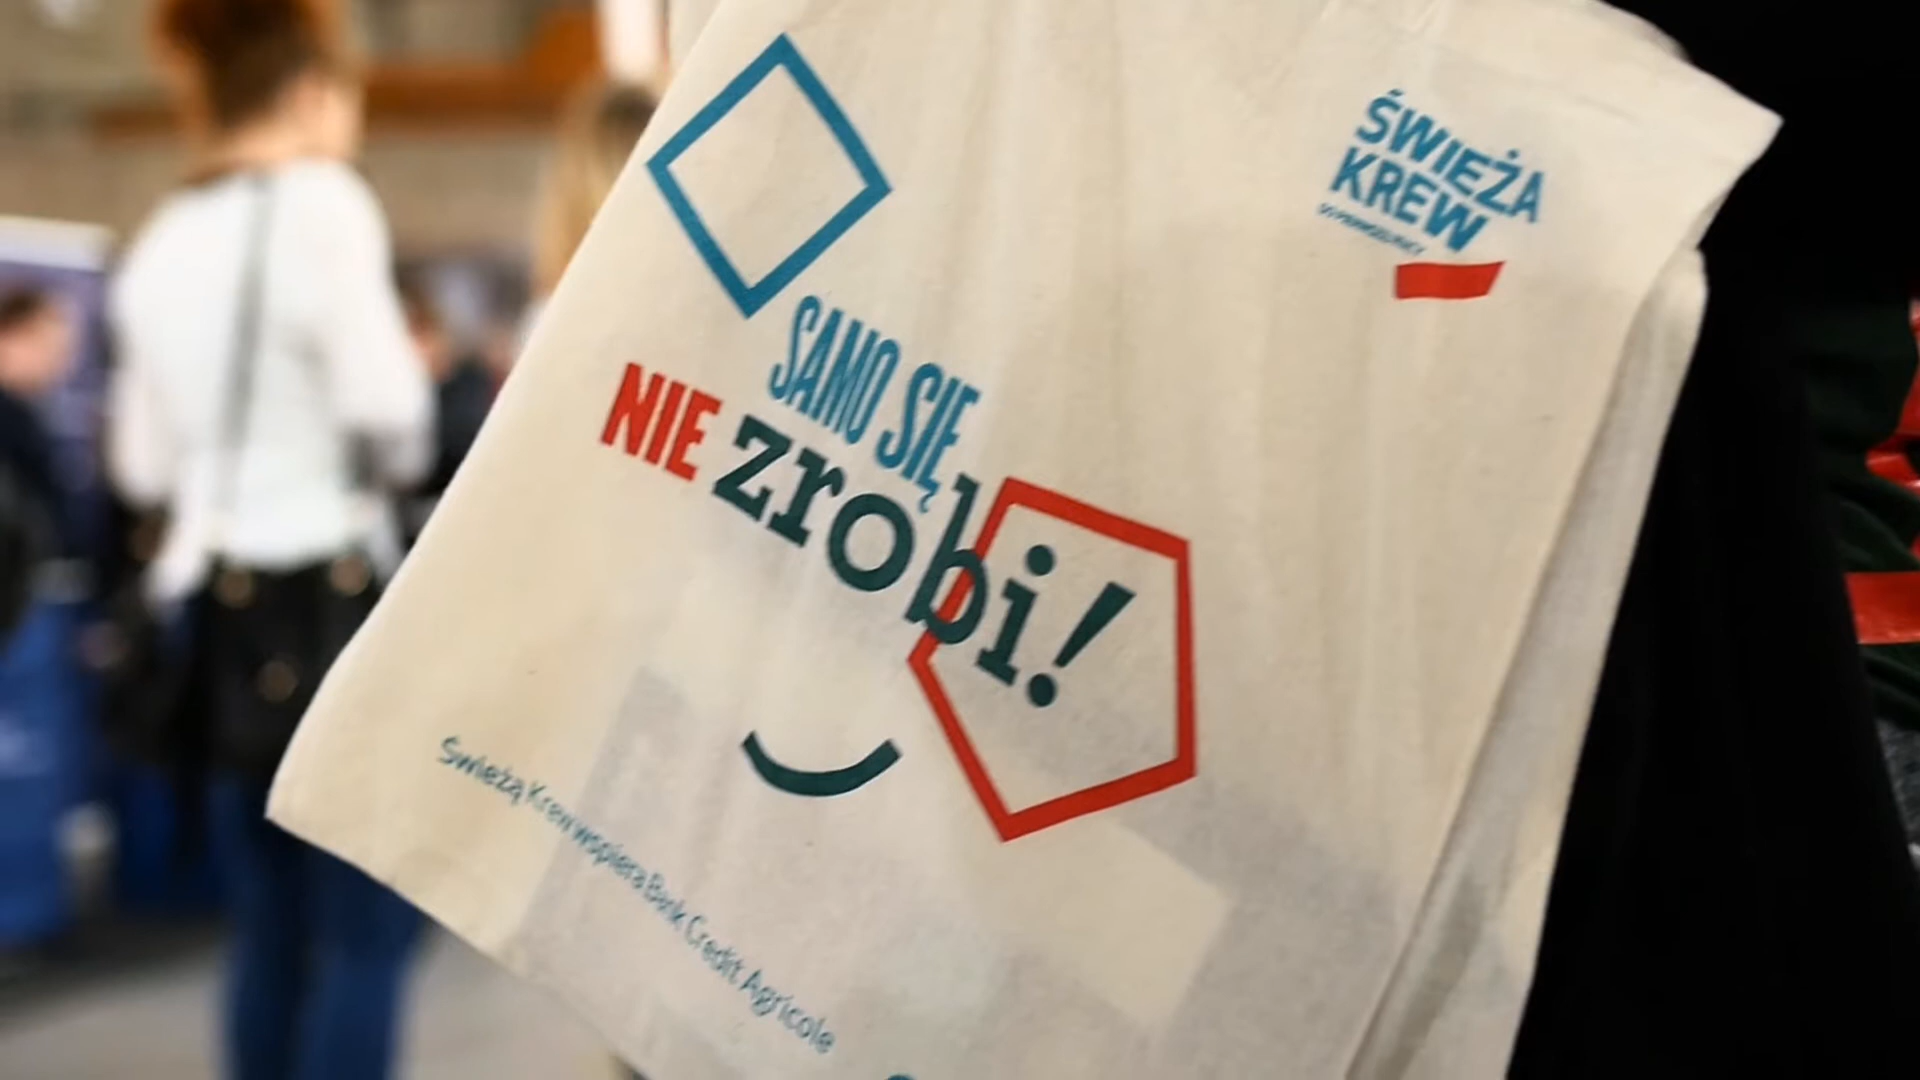 ŚWIEŻA
KREW
SAMO SIĘ
NIE zrobi!
Świeżą Krew wspiera Bank Credit Agricole